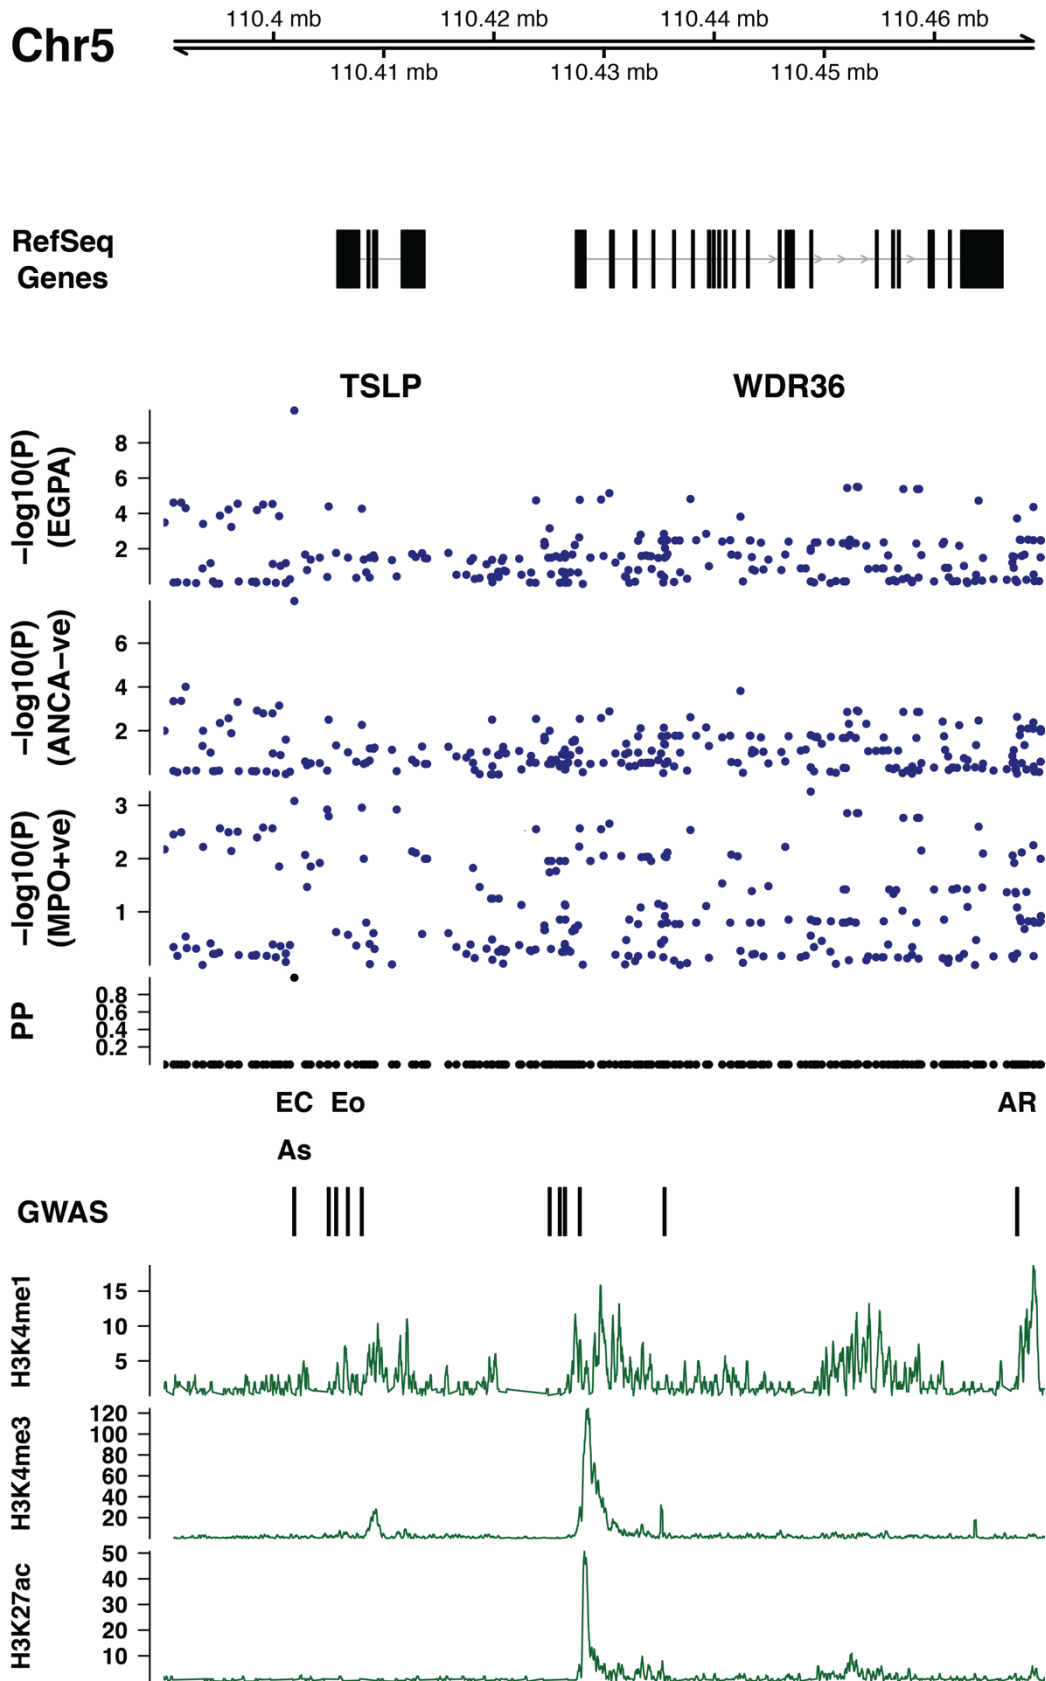 Chr5
110.4 mb 110.42 mb 110.44 mb 110.46 mb
110.41 mb 110.43 mb 110.45 mb
RefSeq
Genes
TSLP WDR36
−log10(P)
(EGPA)
8
6
4
2
−log10(P)
(ANCA−ve)
6
4
2
−log10(P)
(MPO+ve)
3
2
1
PP
0.8
0.6
0.4
0.2
EC Eo AR
As
GWAS
H3K4me1
15
10
5
H3K4me3
120
100
80
60
40
20
H3K27ac
50
40
30
20
10